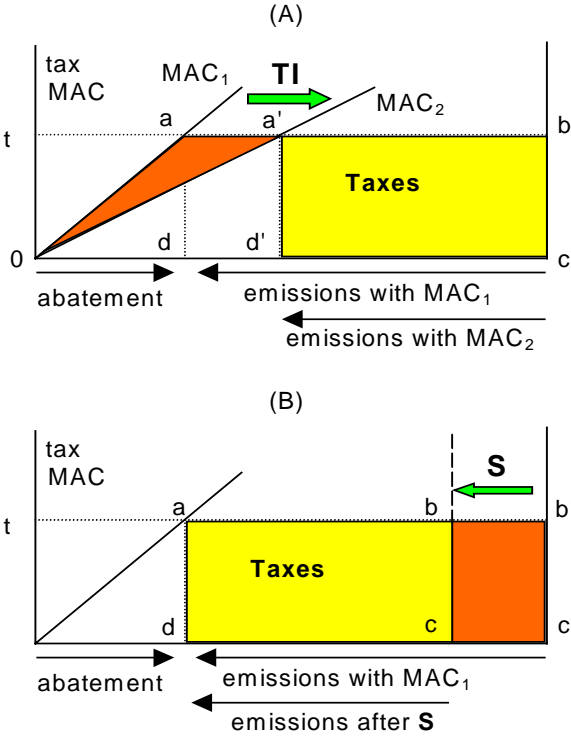 (A)
tax
MAC
MAC₁
TI
MAC₂
a
a'
t
b
Taxes
d
d'
0
c
abatement
emissions with MAC₁
emissions with MAC₂
(B)
tax
MAC
S
a
b
b
t
Taxes
d
c
c
abatement
emissions with MAC₁
emissions after S